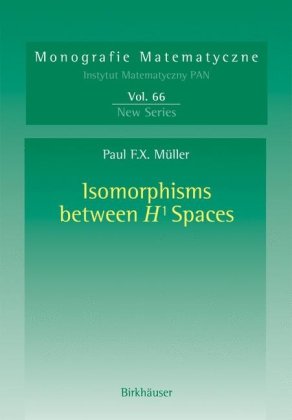 Monografie Matematyczne
Instytut Matematyczny PAN
Vol. 66
New Series
Paul F.X. Müller
Isomorphisms
between H¹ Spaces
Birkhäuser